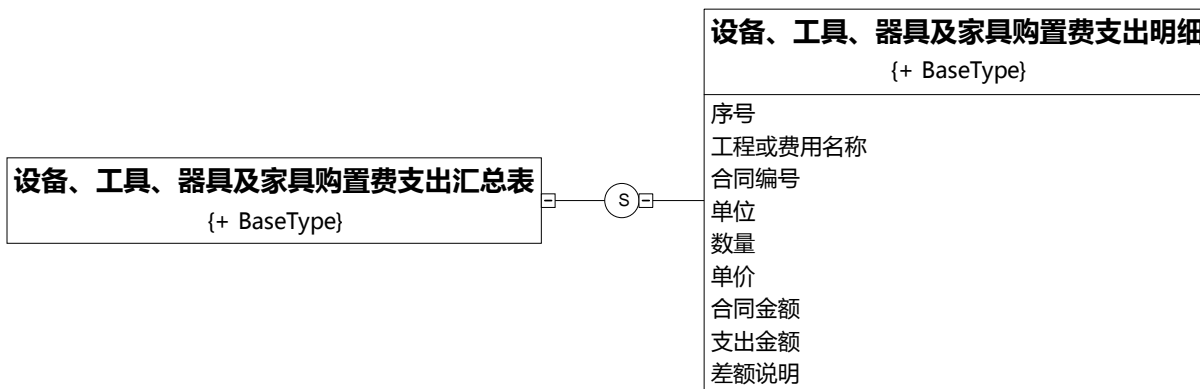 设备、工具、器具及家具购置费支出汇总表
{+ BaseType}
S
设备、工具、器具及家具购置费支出明细
{+ BaseType}
序号
工程或费用名称
合同编号
单位
数量
单价
合同金额
支出金额
差额说明